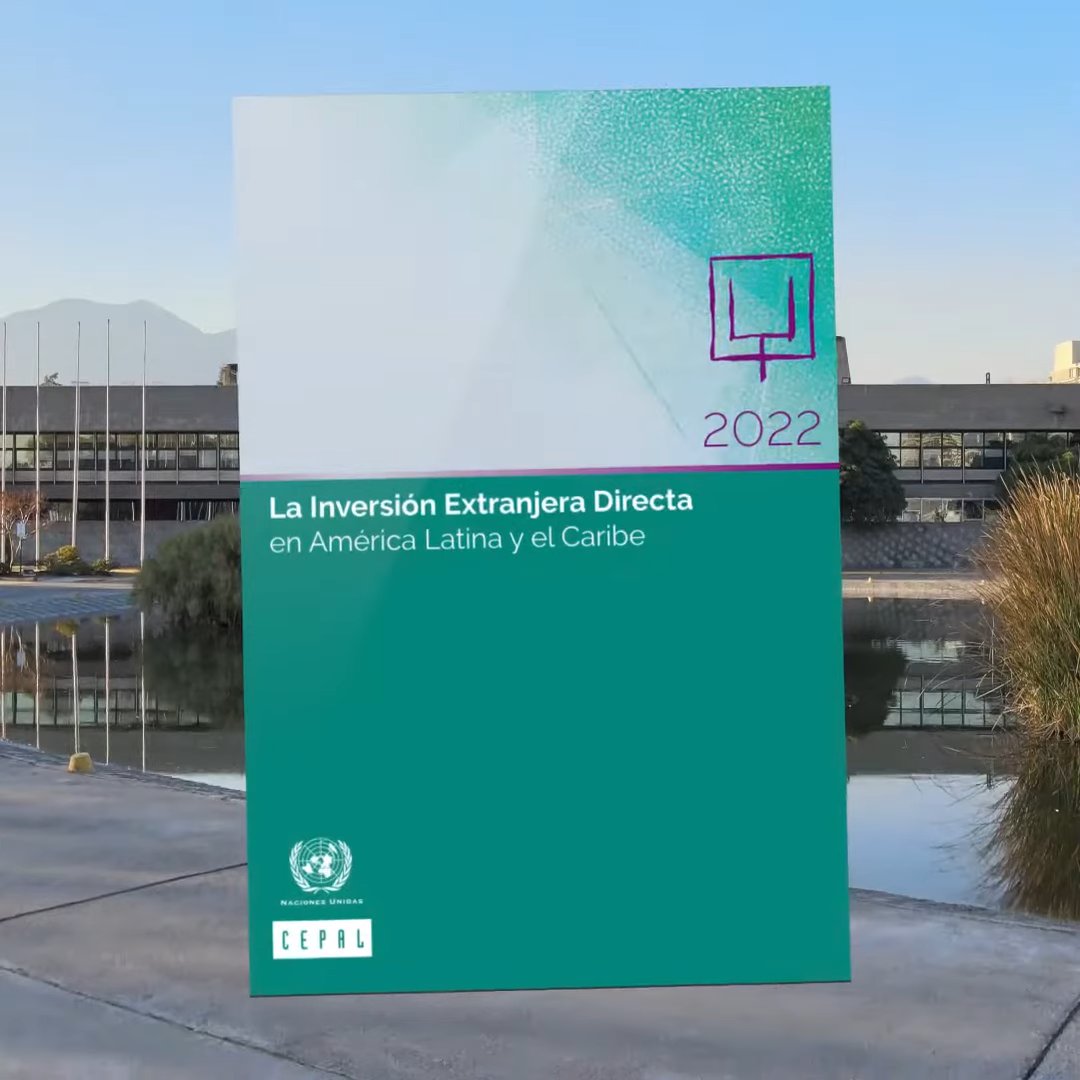 2022
La Inversión Extranjera Directa
en América Latina y el Caribe
NACIONES UNIDAS
CEPAL